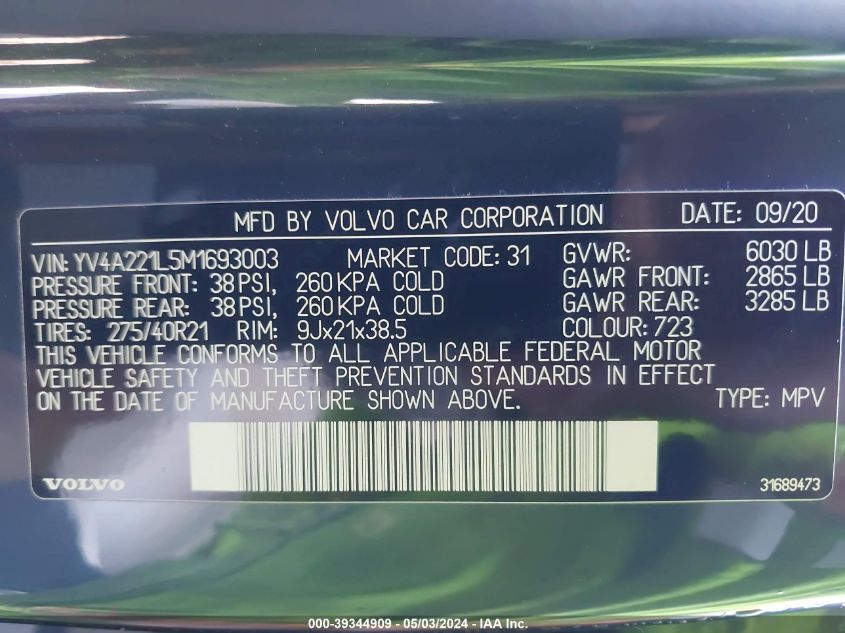 MFD BY VOLVO CAR CORPORATION DATE: 09/20
VIN: YV4A221L5M1693003 MARKET CODE: 31 GVWR: 6030 LB
PRESSURE FRONT: 38 PSI, 260 KPA COLD GAWR FRONT: 2865 LB
PRESSURE REAR: 38 PSI, 260 KPA COLD GAWR REAR: 3285 LB
TIRES: 275/40R21 RIM: 9Jx21x38.5 COLOUR: 723
THIS VEHICLE CONFORMS TO ALL APPLICABLE FEDERAL MOTOR
VEHICLE SAFETY AND THEFT PREVENTION STANDARDS IN EFFECT
ON THE DATE OF MANUFACTURE SHOWN ABOVE. TYPE: MPV
VOLVO 31689473
000-39344909 - 05/03/2024 - IAA Inc.